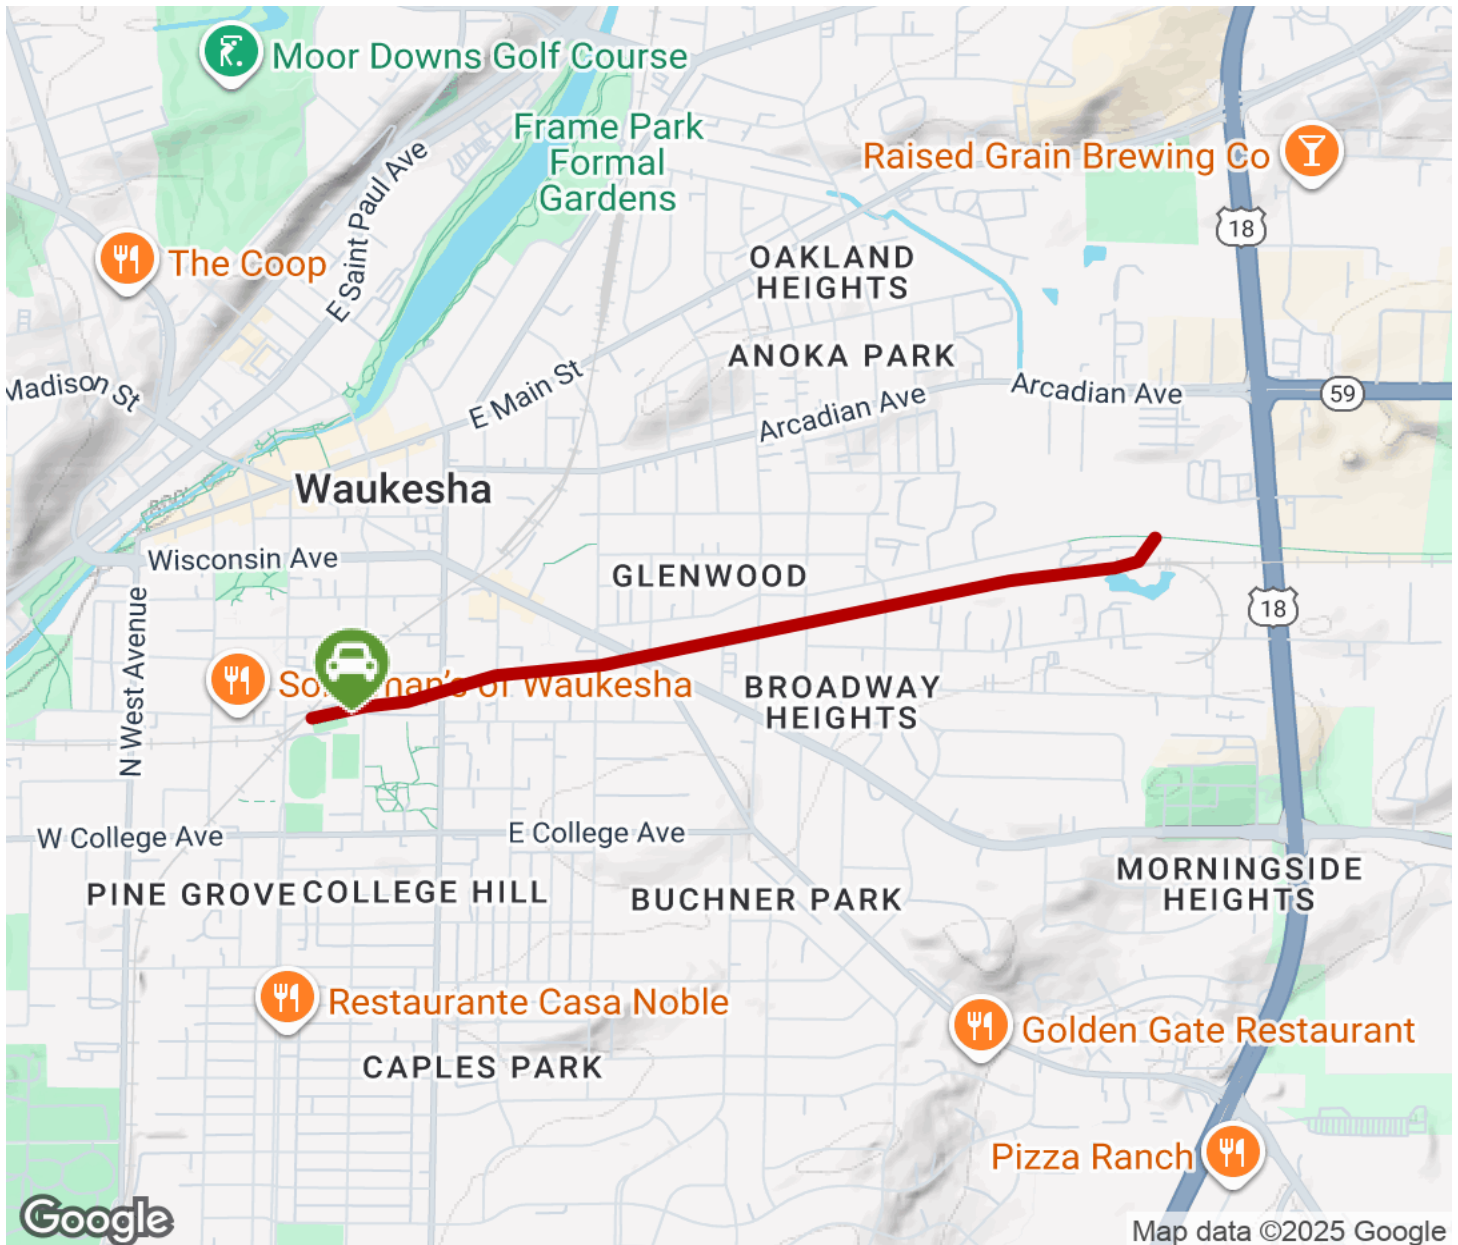 Moor Downs Golf Course
Frame Park
Formal
Gardens
Raised Grain Brewing Co
E Saint Paul Ave
18
The Coop
OAKLAND
HEIGHTS
ANOKA PARK
Madison St
E Main St
Arcadian Ave
Arcadian Ave
59
Waukesha
Wisconsin Ave
GLENWOOD
18
N West Avenue
of Waukesha
BROADWAY
HEIGHTS
W College Ave
E College Ave
MORNINGSIDE
HEIGHTS
PINE GROVE
COLLEGE HILL
BUCHNER PARK
Restaurante Casa Noble
Golden Gate Restaurant
CAPLES PARK
Pizza Ranch
Google
Map data ©2025 Google